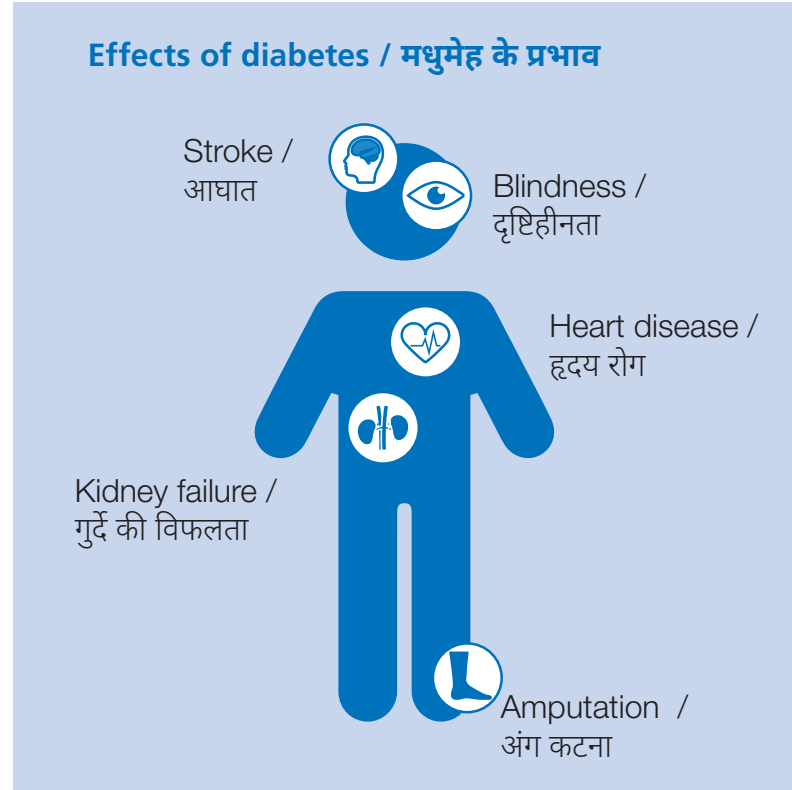 Effects of diabetes / मधुमेह के प्रभाव
Stroke /
आघात
Blindness /
दृष्टिहीनता
Heart disease /
हृदय रोग
Kidney failure /
गुर्दे की विफलता
Amputation /
अंग कटना